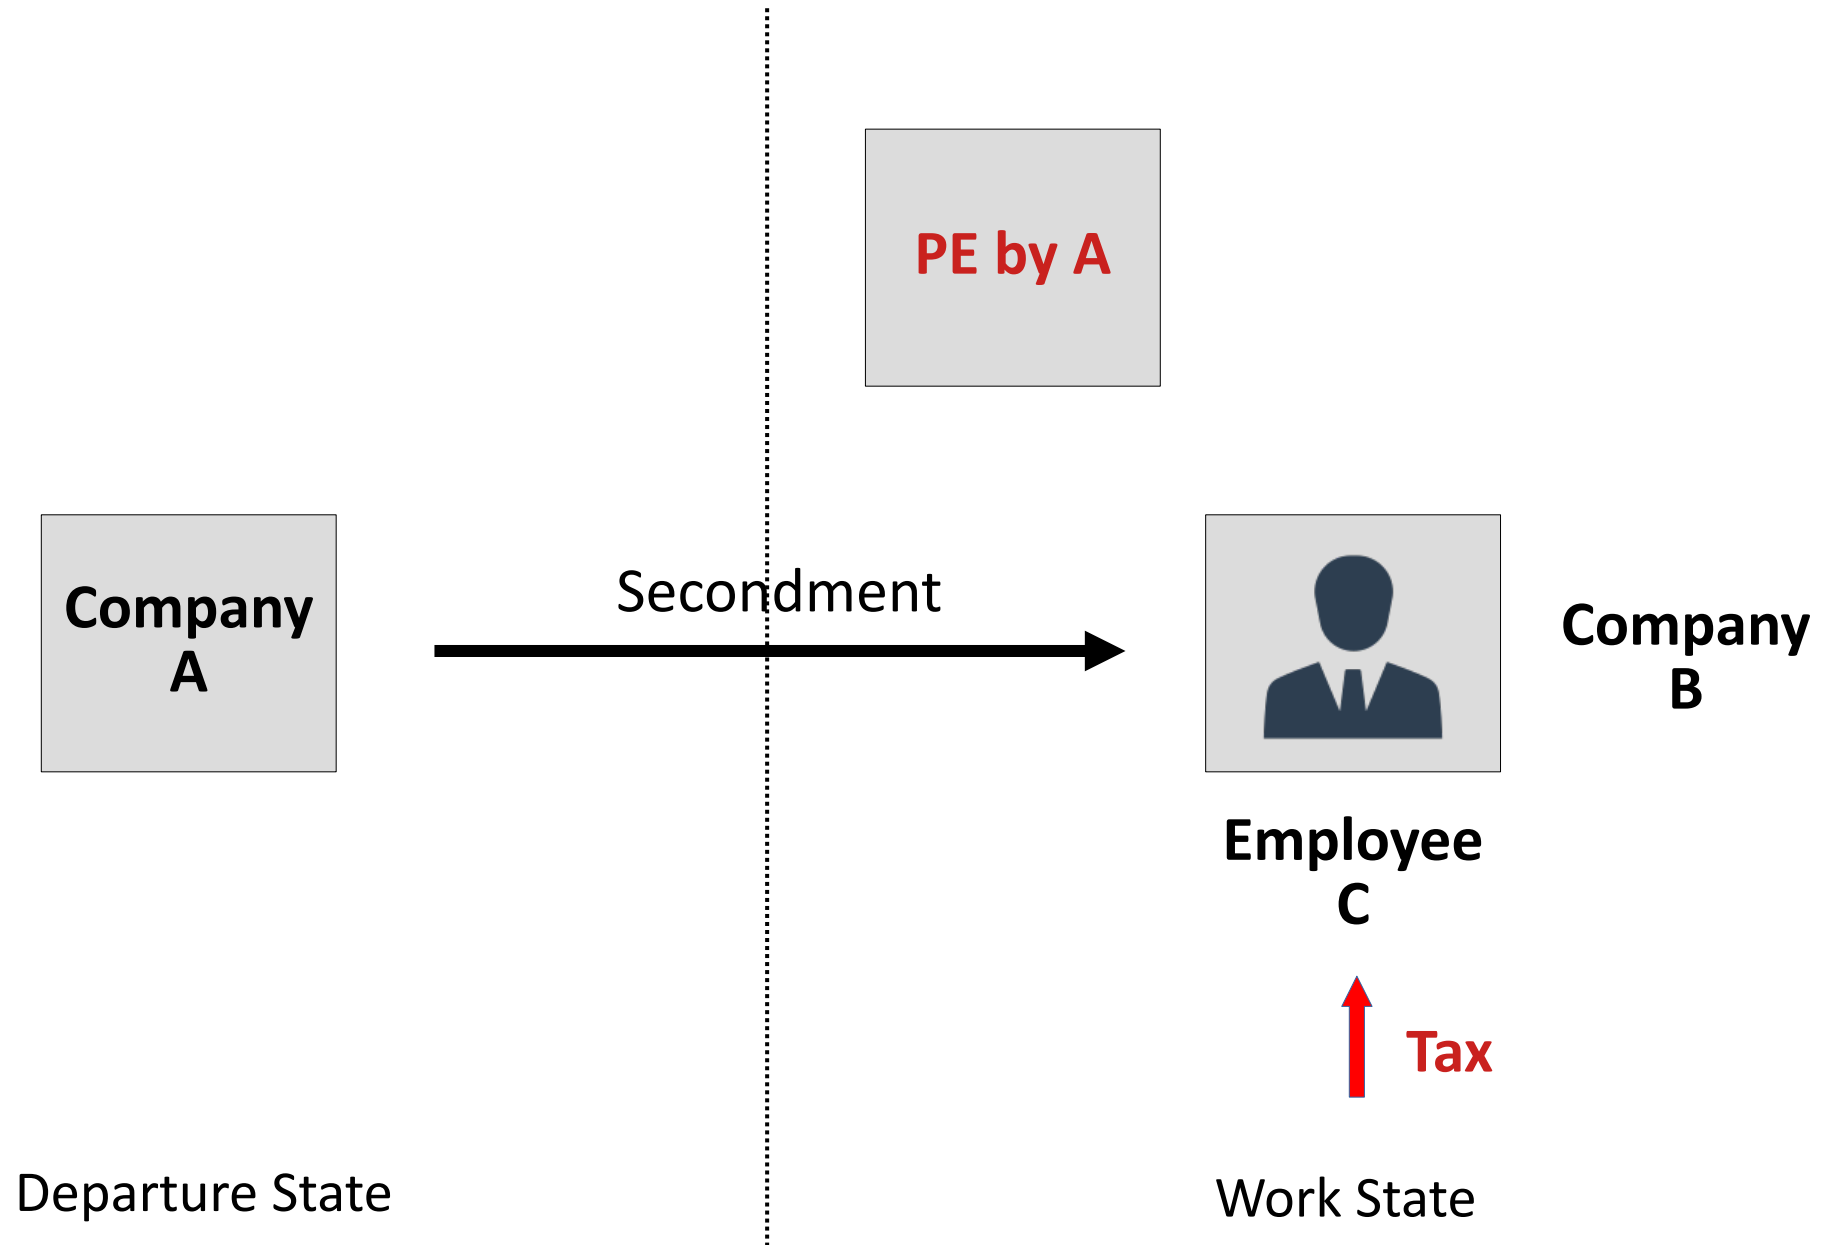 PE by A
Company
A
Secondment
Company
B
Employee
C
Tax
Departure State
Work State